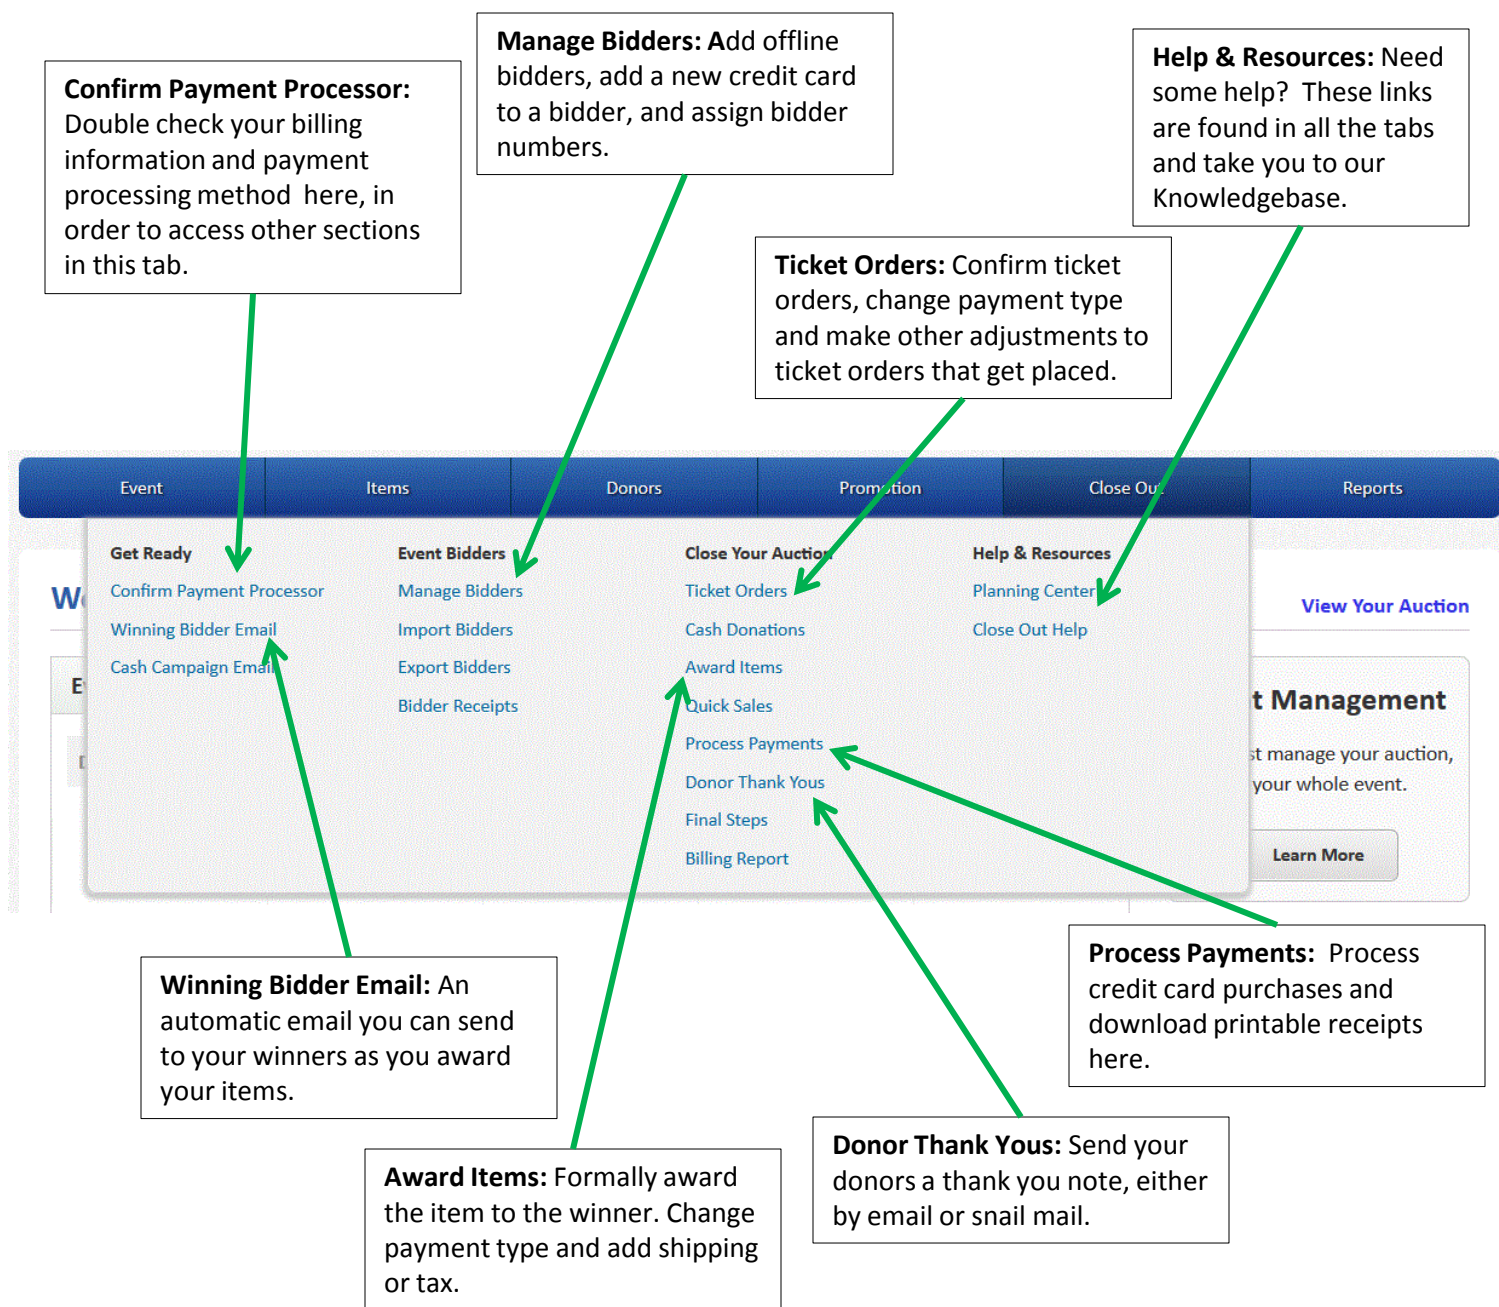 Manage Bidders: Add offline
bidders, add a new credit card
to a bidder, and assign bidder
numbers.
Help & Resources: Need
some help? These links
are found in all the tabs
and take you to our
Knowledgebase.
Confirm Payment Processor:
Double check your billing
information and payment
processing method here, in
order to access other sections
in this tab.
Ticket Orders: Confirm ticket
orders, change payment type
and make other adjustments to
ticket orders that get placed.
Event
Items
Donors
Promotion
Close Out
Reports
Get Ready
Confirm Payment Processor
Winning Bidder Email
Cash Campaign Email
Event Bidders
Manage Bidders
Import Bidders
Export Bidders
Bidder Receipts
Close Your Auction
Ticket Orders
Cash Donations
Award Items
Quick Sales
Process Payments
Donor Thank Yous
Final Steps
Billing Report
Help & Resources
Planning Center
Close Out Help
View Your Auction
t Management
st manage your auction,
your whole event.
Learn More
Winning Bidder Email: An
automatic email you can send
to your winners as you award
your items.
Process Payments: Process
credit card purchases and
download printable receipts
here.
Award Items: Formally award
the item to the winner. Change
payment type and add shipping
or tax.
Donor Thank Yous: Send your
donors a thank you note, either
by email or snail mail.